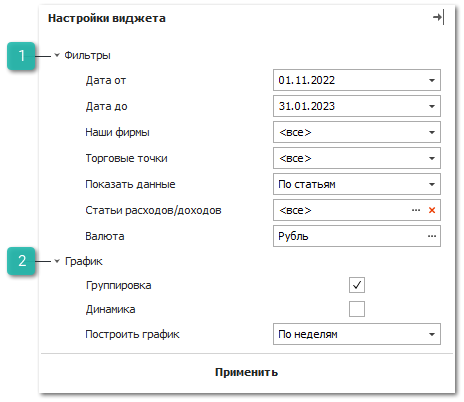 Настройки виджета
1
Фильтры
Дата от 01.11.2022
Дата до 31.01.2023
Наши фирмы <все>
Торговые точки <все>
Показать данные По статьям
Статьи расходов/доходов <все>
Валюта Рубль
2
График
Группировка
Динамика
Построить график По неделям
Применить